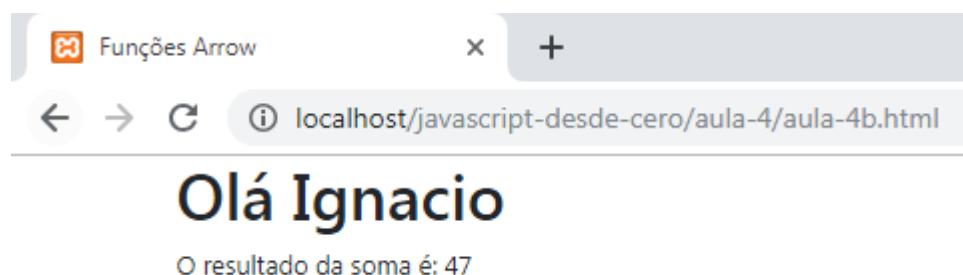 Funções Arrow
localhost/javascript-desde-cero/aula-4/aula-4b.html
Olá Ignacio
O resultado da soma é: 47